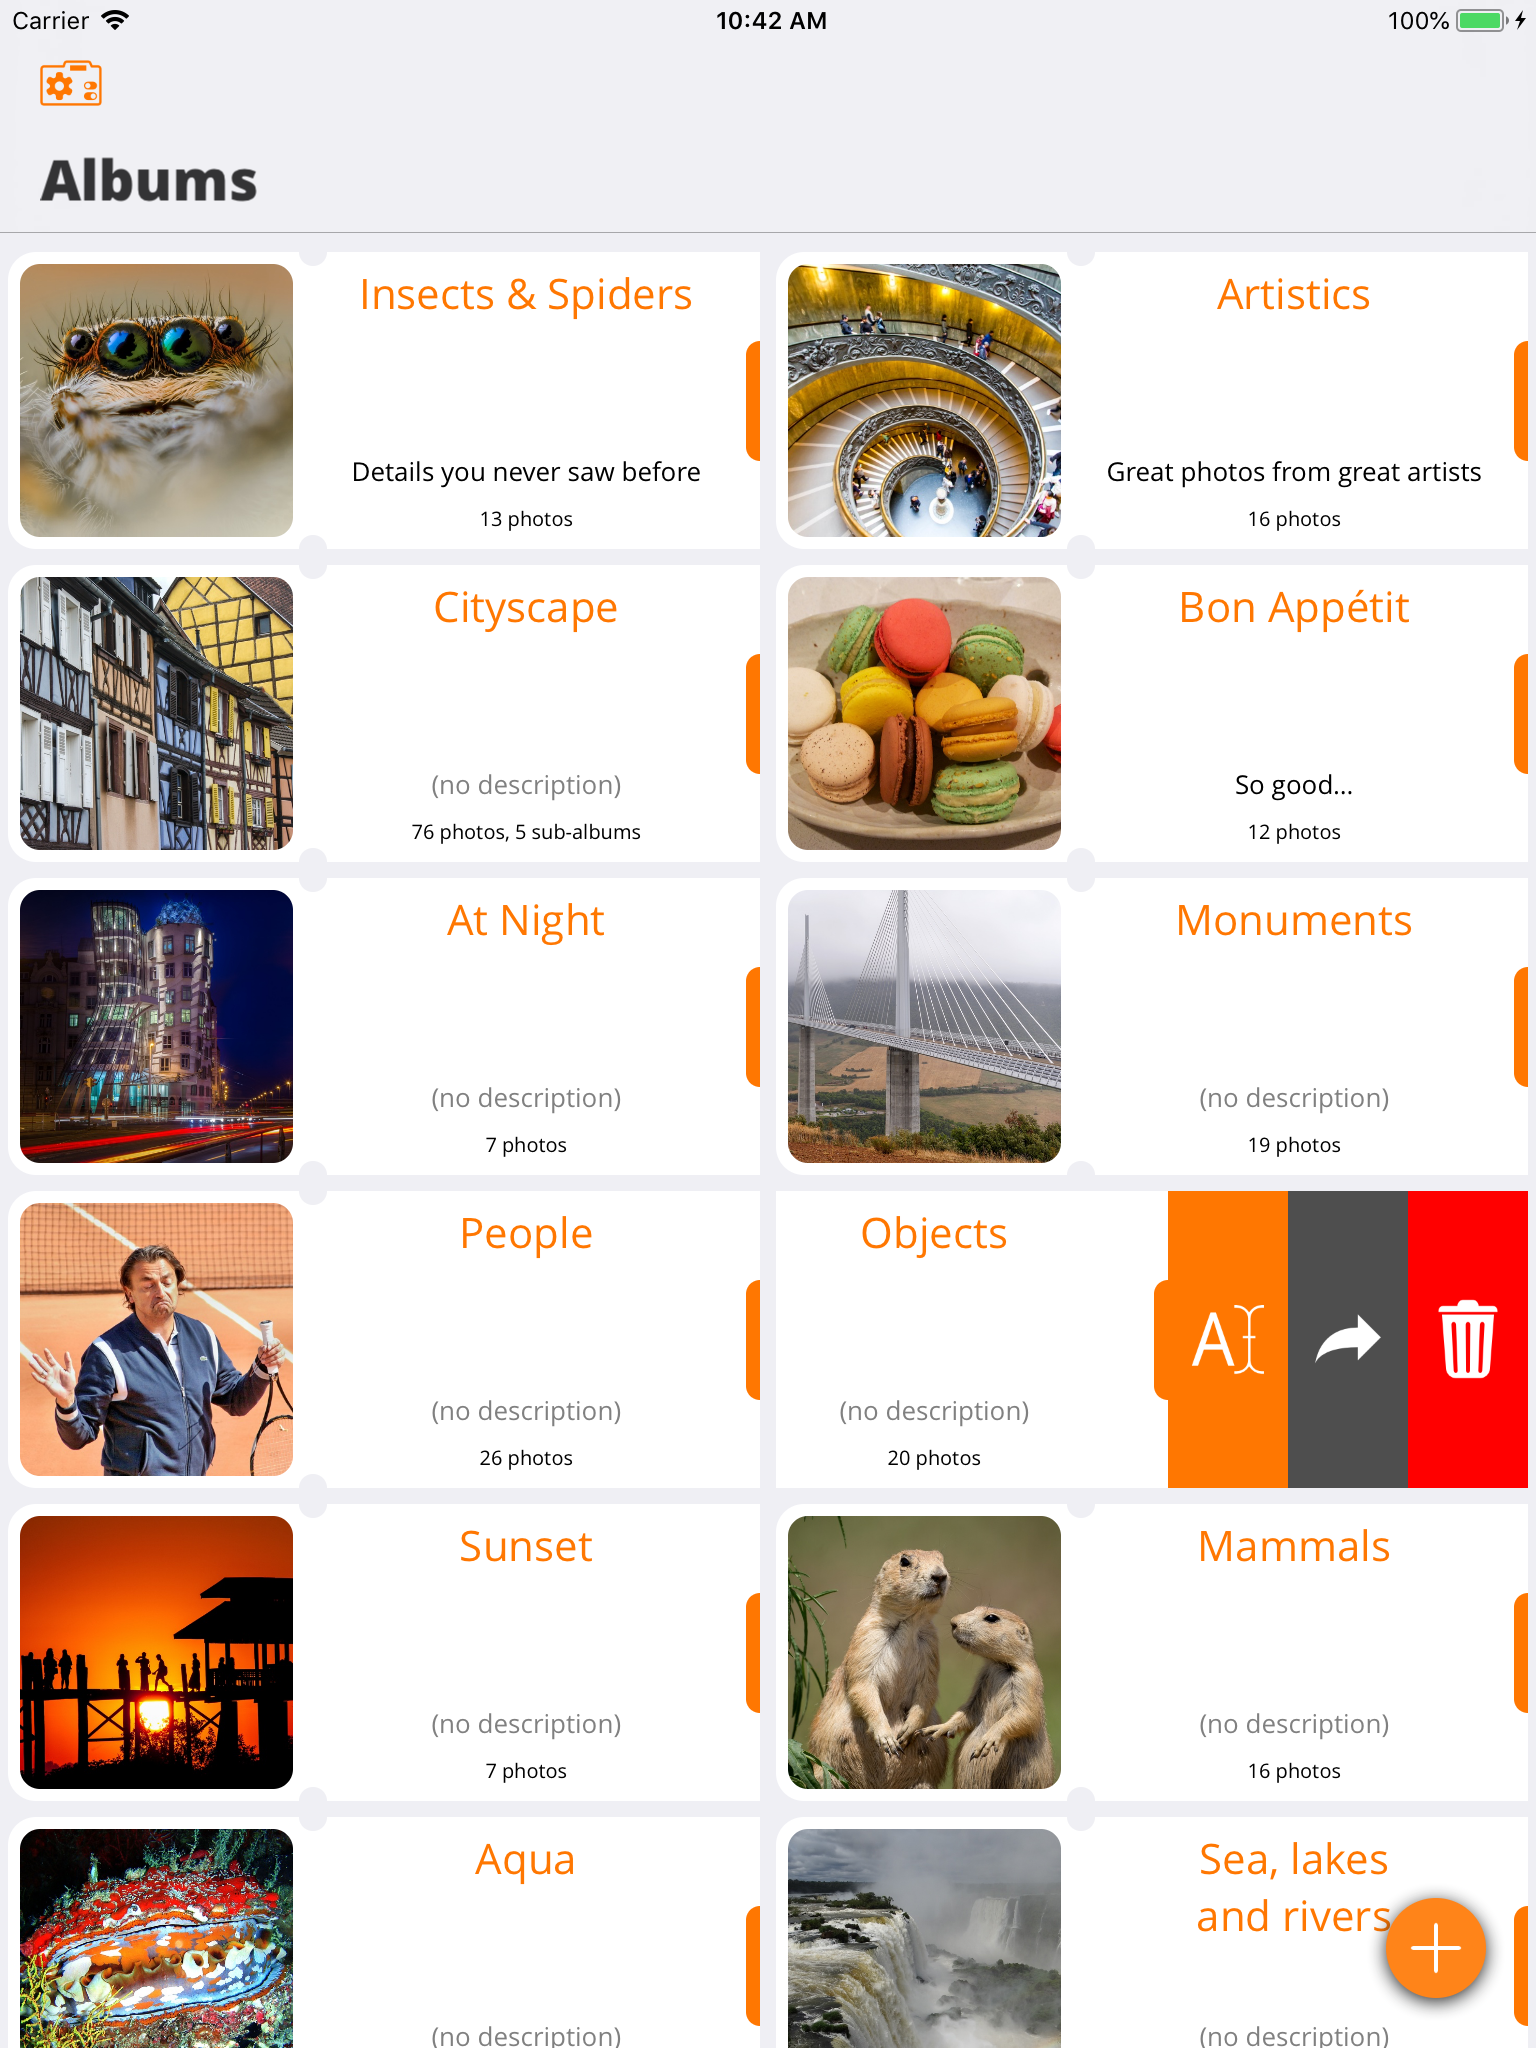 Carrier 10:42 AM 100%
Albums
Insects & Spiders
Details you never saw before
13 photos
Artistics
Great photos from great artists
16 photos
Cityscape
(no description)
76 photos, 5 sub-albums
Bon Appétit
So good...
12 photos
At Night
(no description)
7 photos
Monuments
(no description)
19 photos
People
(no description)
26 photos
Objects
(no description)
20 photos
A
Sunset
(no description)
7 photos
Mammals
(no description)
16 photos
Aqua
(no description)
Sea, lakes
and rivers
(no description)